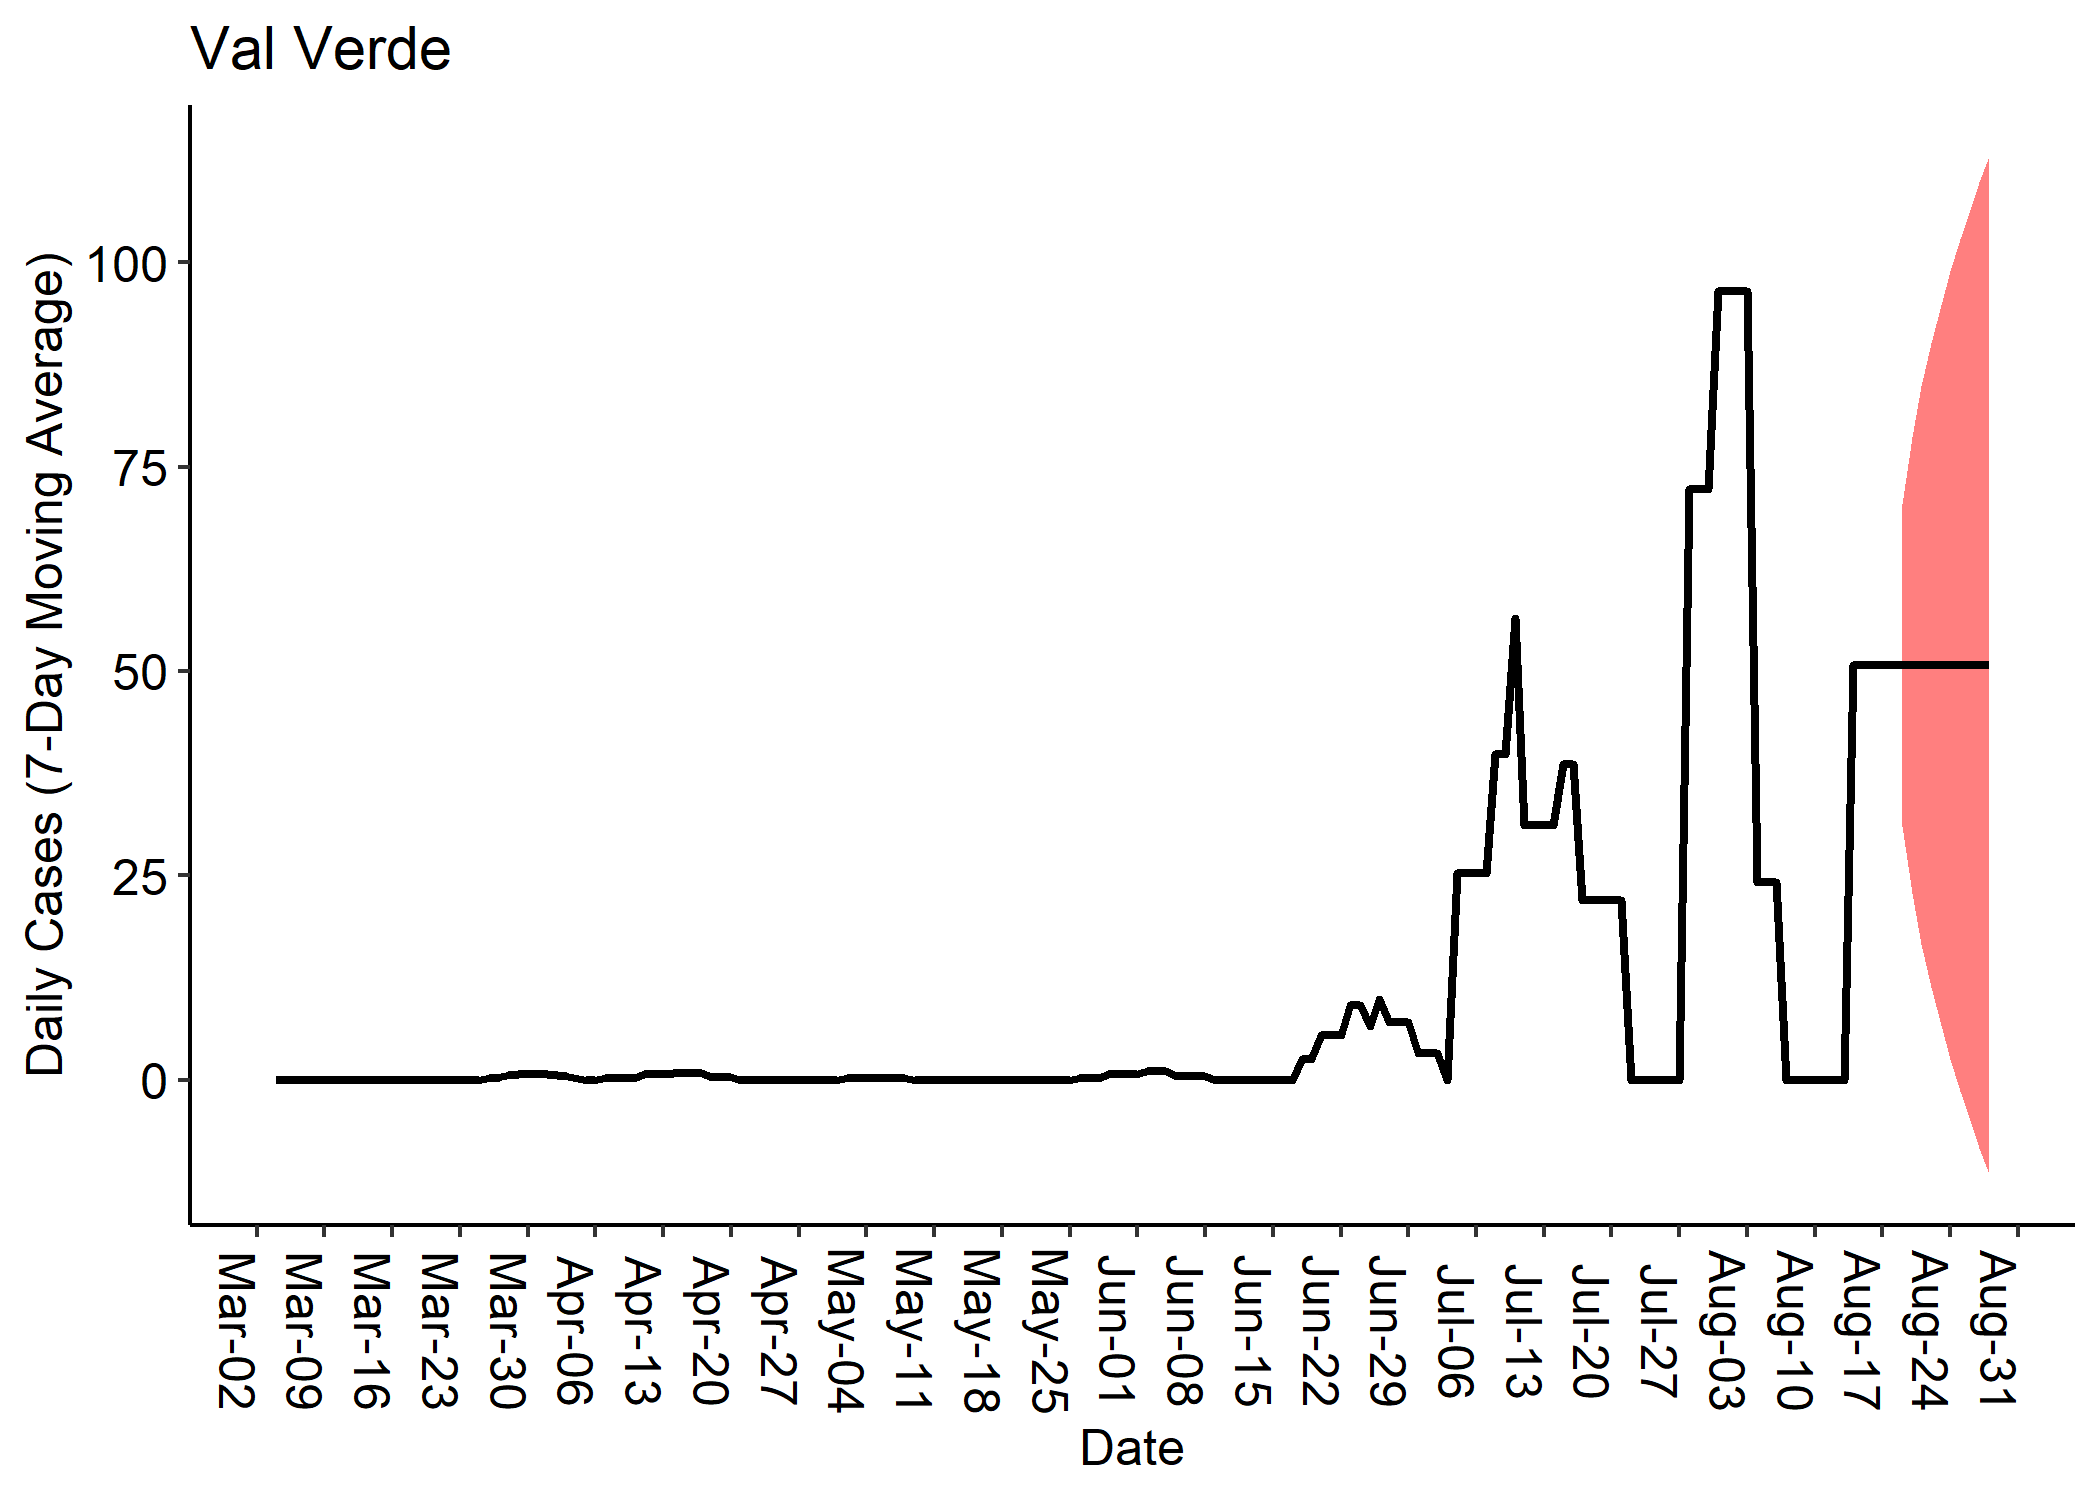 Val Verde
Daily Cases (7-Day Moving Average)
100
75
50
25
0
Mar-02
Mar-09
Mar-16
Mar-23
Mar-30
Apr-06
Apr-13
Apr-20
Apr-27
May-04
May-11
May-18
May-25
Jun-01
Jun-08
Jun-15
Jun-22
Jun-29
Jul-06
Jul-13
Jul-20
Jul-27
Aug-03
Aug-10
Aug-17
Aug-24
Aug-31
Date